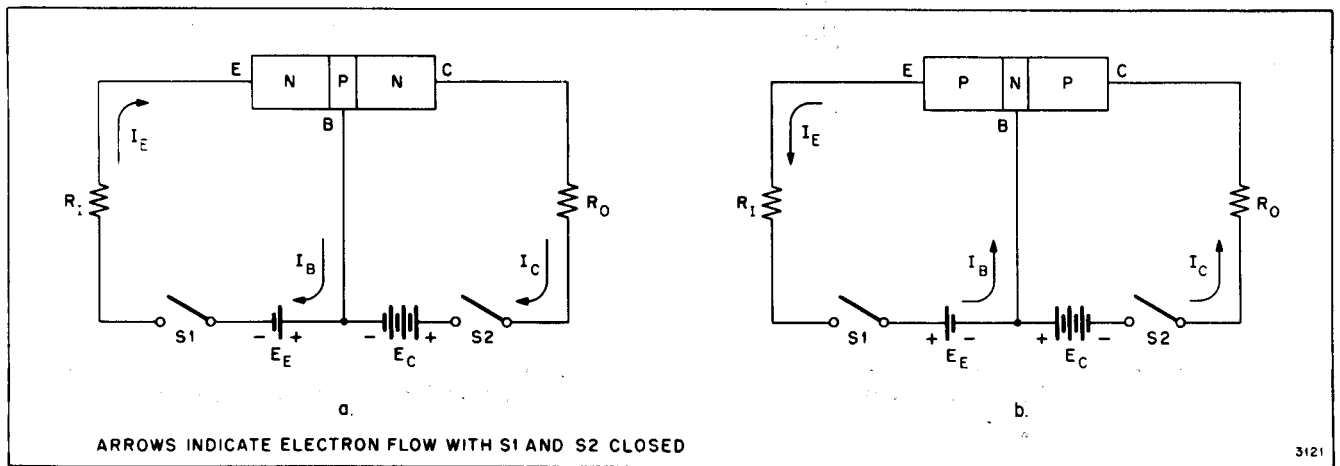 E N P N C
B
I_E
R_I
R_O
I_B
I_C
S1 - + - + S2
E_E E_C
a.
E P N P C
B
I_E
R_I
R_O
I_B
I_C
S1 + - + - S2
E_E E_C
b.
ARROWS INDICATE ELECTRON FLOW WITH S1 AND S2 CLOSED
3121